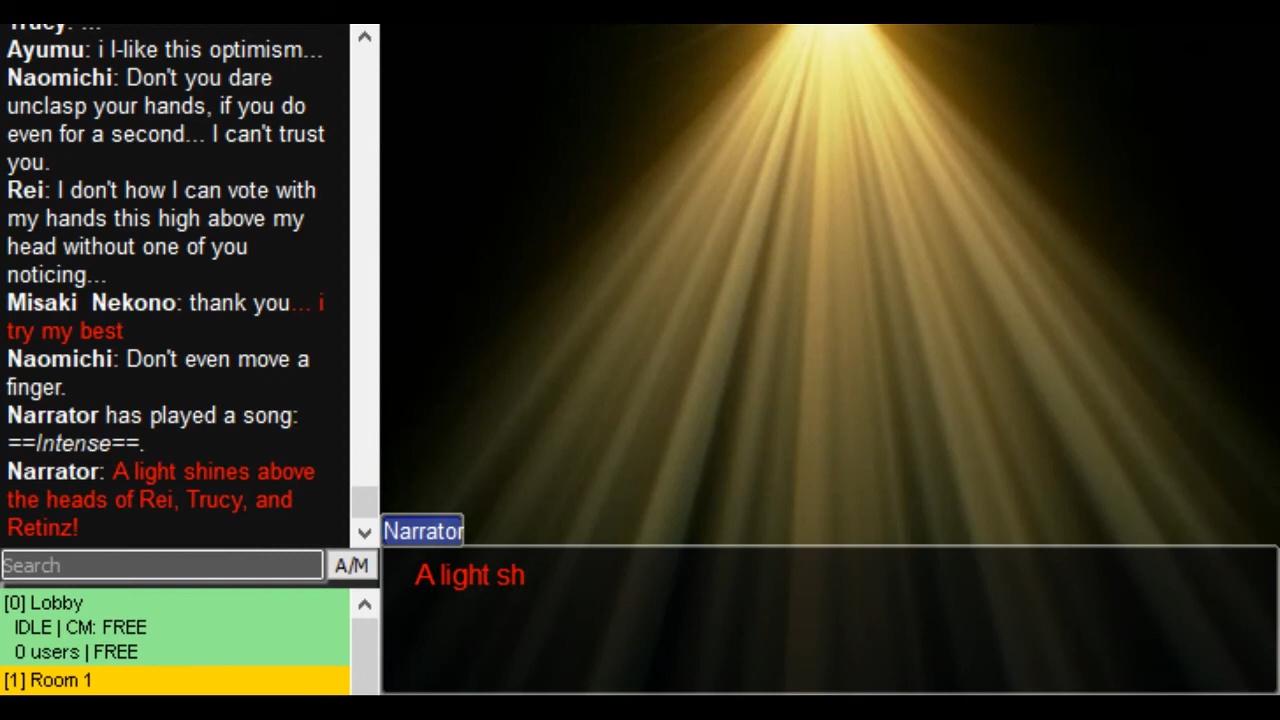 Trucy: ...
Ayumu: i I-like this optimism...
Naomichi: Don't you dare
unclasp your hands, if you do
even for a second... I can't trust
you.
Rei: I don't how I can vote with
my hands this high above my
head without one of you
noticing...
Misaki  Nekono: thank you... i
try my best
Naomichi: Don't even move a
finger.
Narrator has played a song:
==Intense==.
Narrator: A light shines above
the heads of Rei, Trucy, and
Retinz!
Search
A/M
[0] Lobby
IDLE | CM: FREE
0 users | FREE
[1] Room 1
Narrator
A light sh